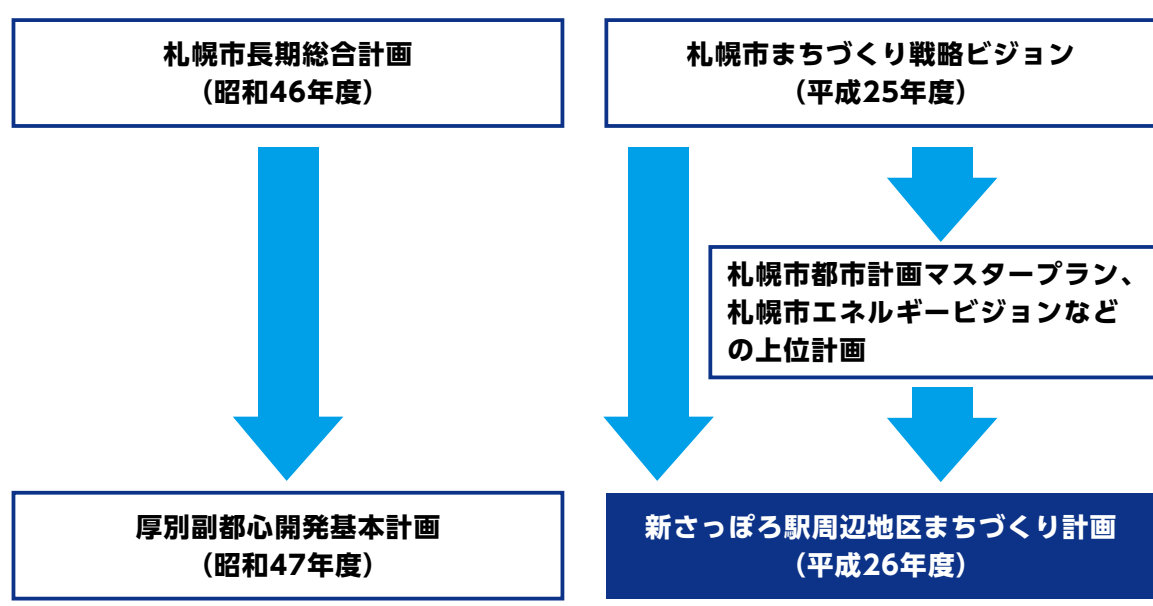 札幌市長期総合計画
（昭和46年度）
札幌市まちづくり戦略ビジョン
（平成25年度）
札幌市都市計画マスタープラン、
札幌市エネルギービジョンなど
の上位計画
厚別副都心開発基本計画
（昭和47年度）
新さっぽろ駅周辺地区まちづくり計画
（平成26年度）